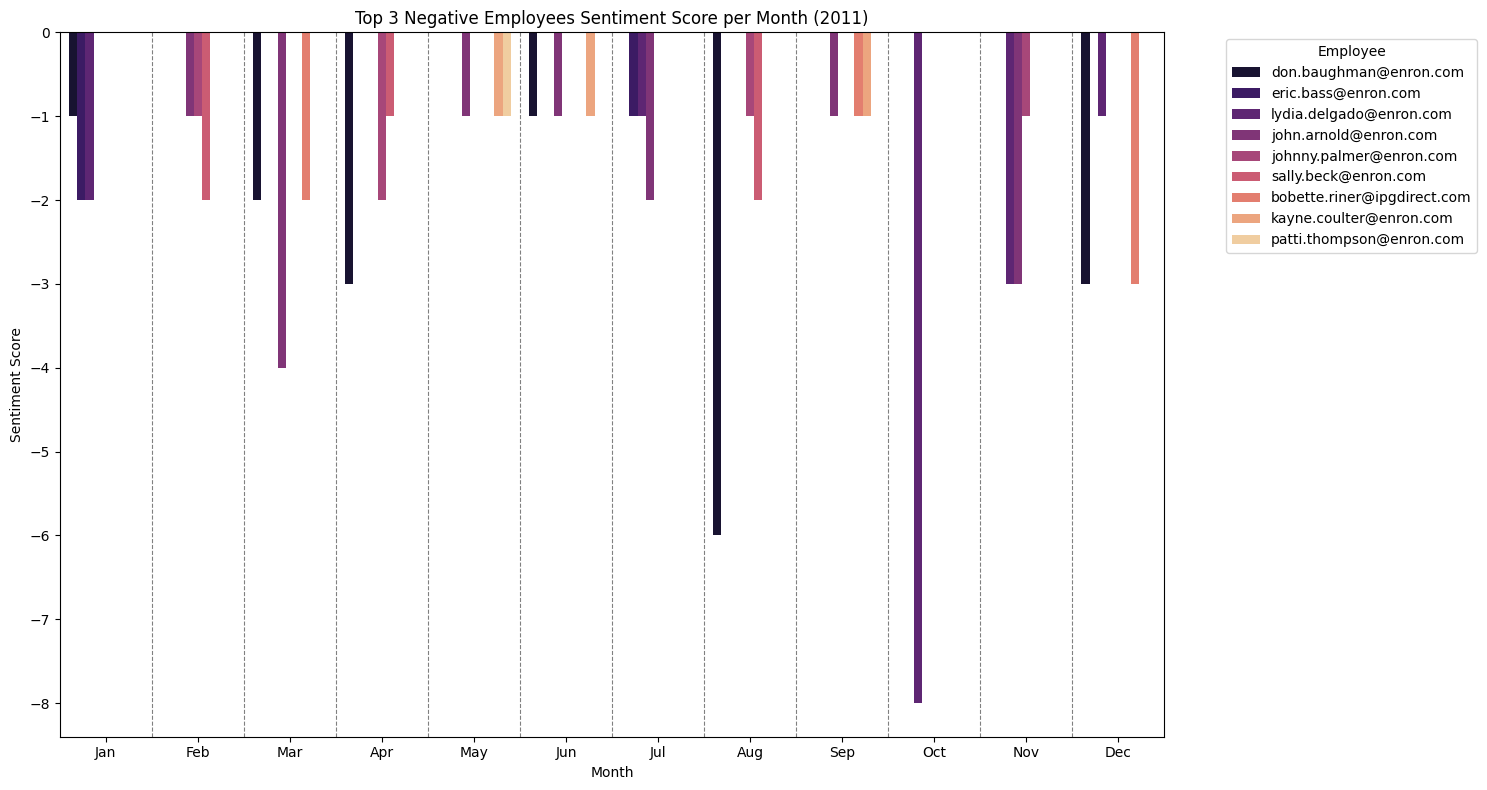 Top 3 Negative Employees Sentiment Score per Month (2011)
Sentiment Score
0
−1
−2
−3
−4
−5
−6
−7
−8
Jan Feb Mar Apr May Jun Jul Aug Sep Oct Nov Dec
Month
Employee
don.baughman@enron.com
eric.bass@enron.com
lydia.delgado@enron.com
john.arnold@enron.com
johnny.palmer@enron.com
sally.beck@enron.com
bobette.riner@ipgdirect.com
kayne.coulter@enron.com
patti.thompson@enron.com